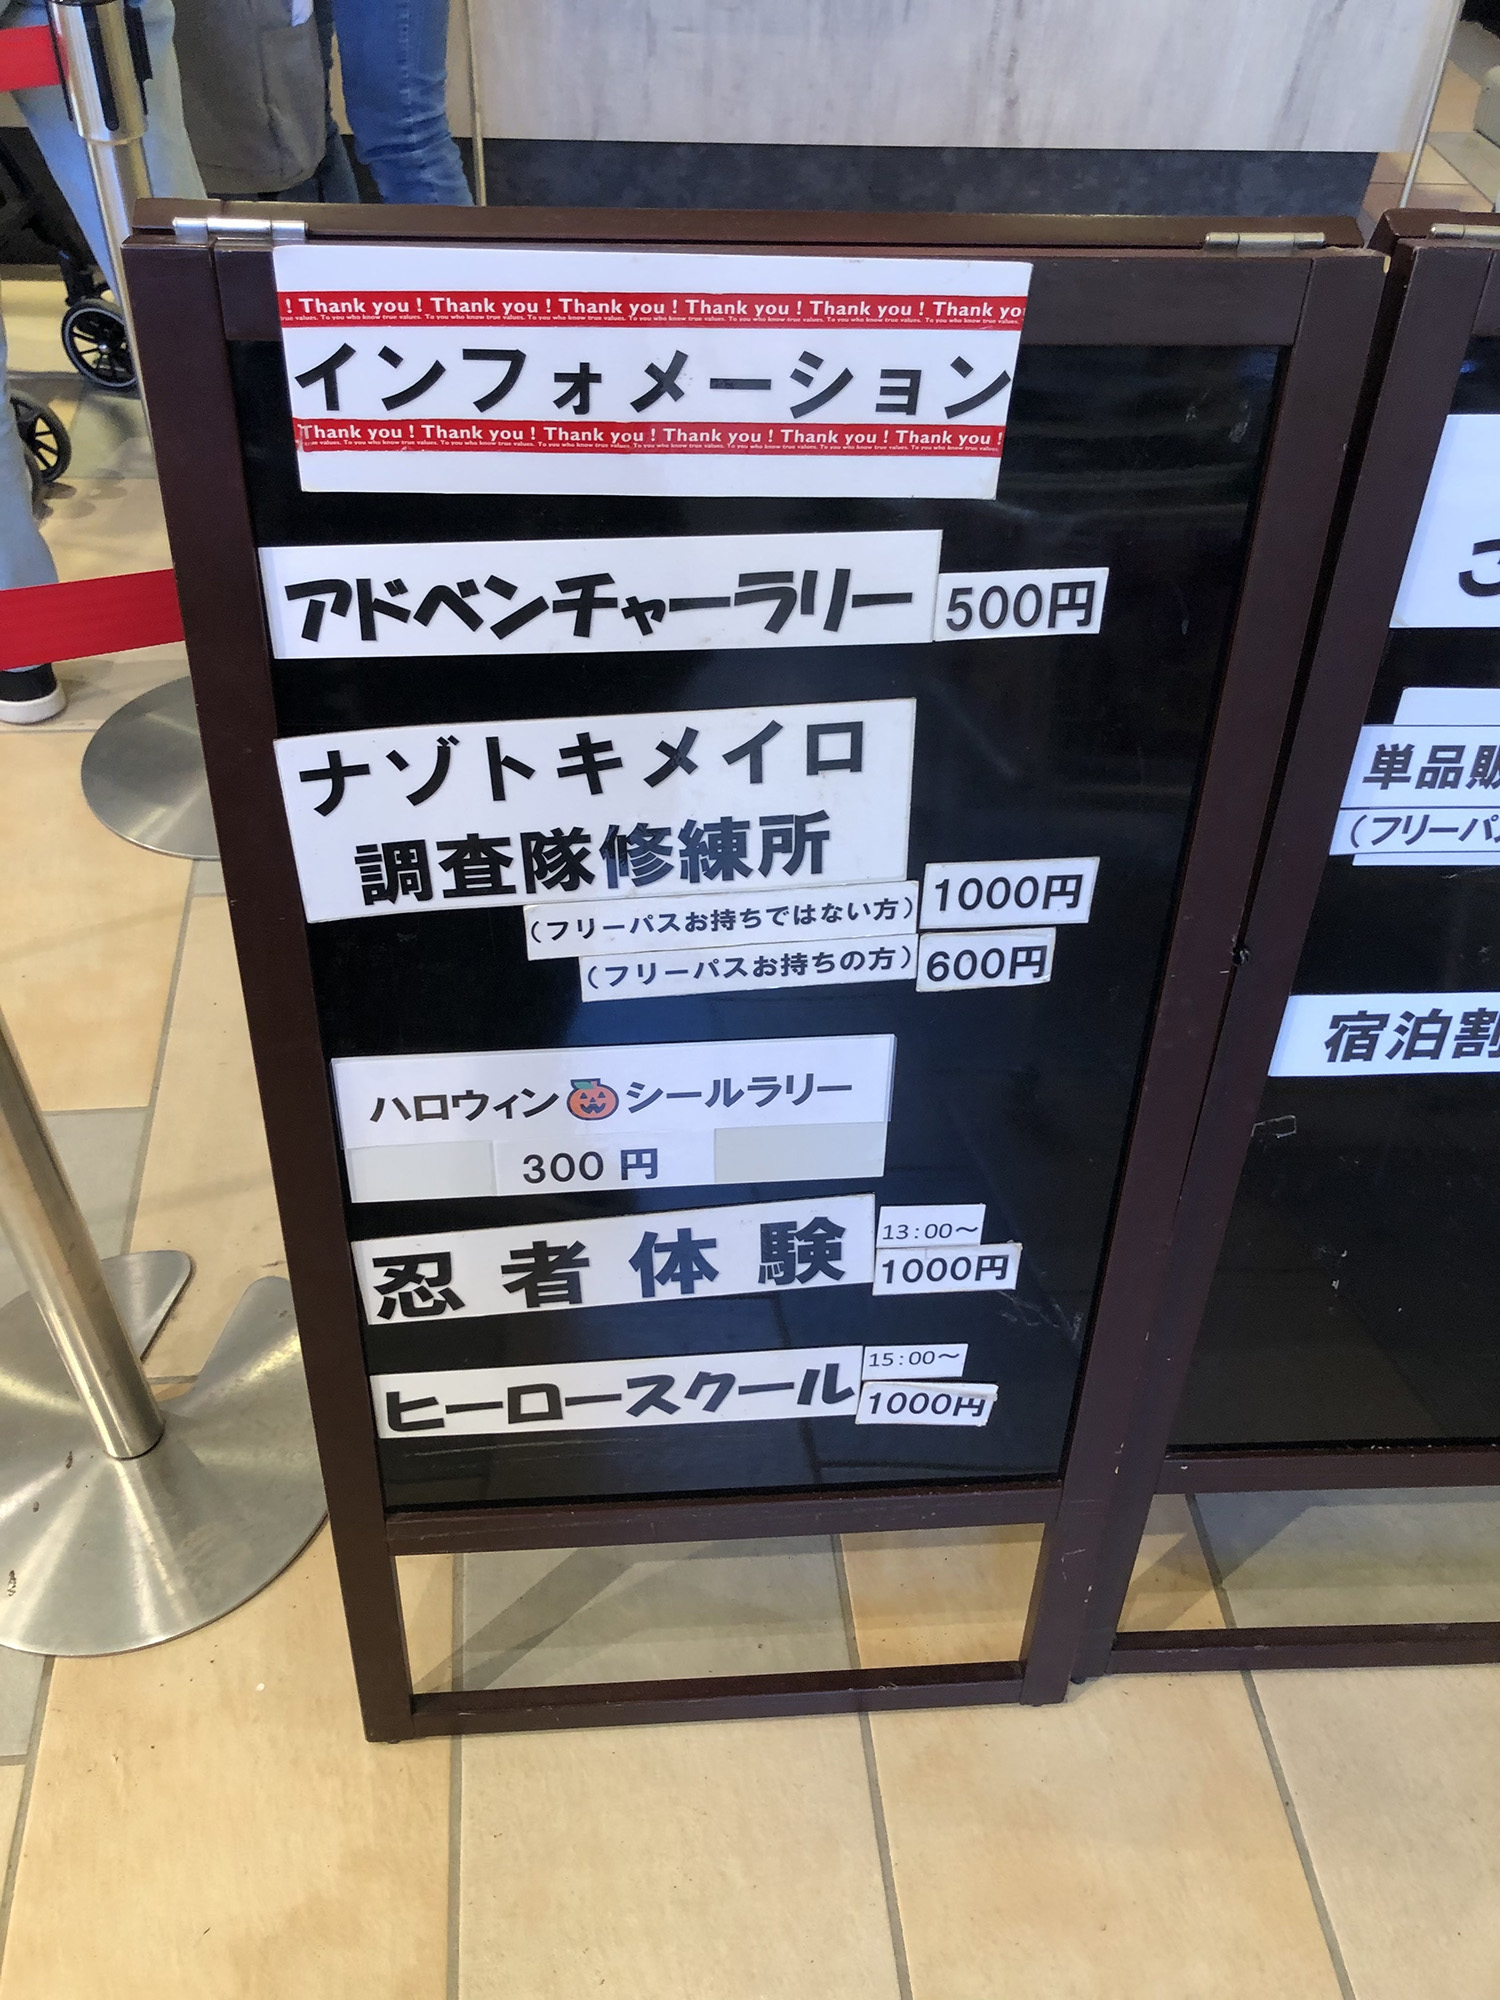 ! Thank you ! Thank you ! Thank you ! Thank you ! Thank you ! Thank yo
インフォメーション
Thank you ! Thank you ! Thank you ! Thank you ! Thank you ! Thank you !
アドベンチャーラリー 500円
ナゾトキメイロ
調査隊修練所
(フリーパスお持ちではない方) 1000円
(フリーパスお持ちの方) 600円
ハロウィン シールラリー
300 円
忍者体験 13:00～
1000円
ヒーロースクール 15:00～
1000円
単品販
(フリーパ
宿泊割